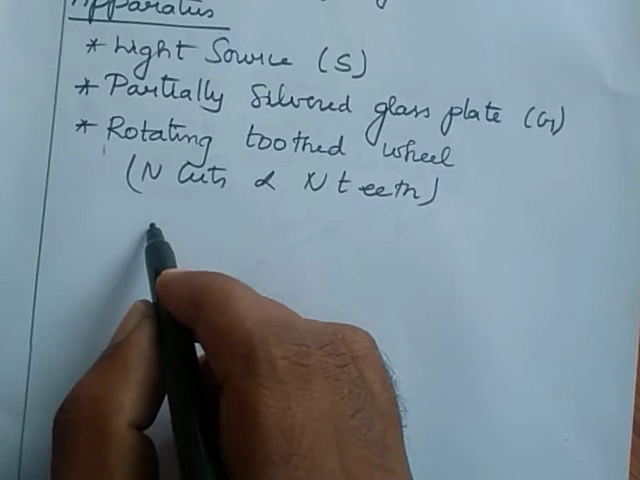 Apparatus
* Light Source (S)
* Partially Silvered glass plate (G)
* Rotating toothed wheel
(N Cuts & N teeth)